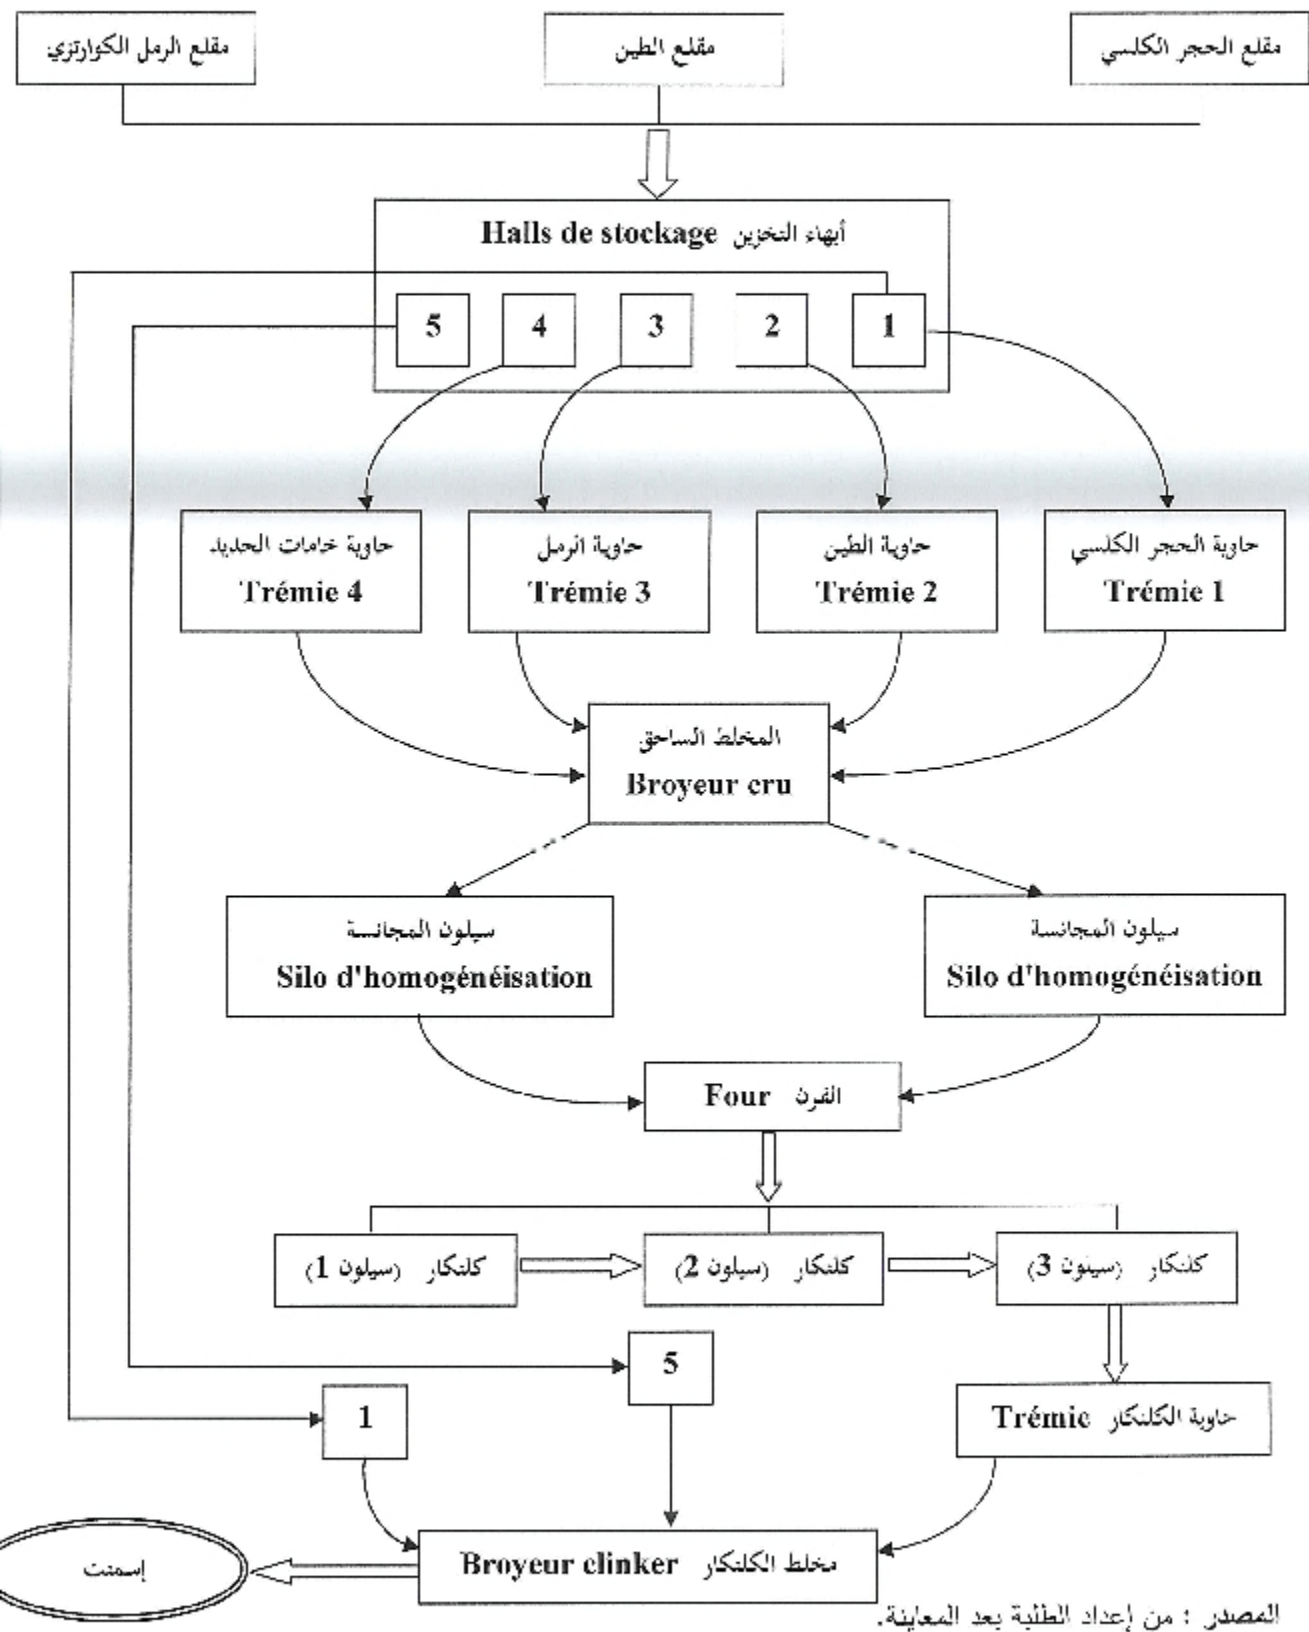 مقلع الحجر الكلسي
مقلع الطين
مقلع الرمل الكوارتزي
أبهاء التخزين Halls de stockage
1
2
3
4
5
حاوية الحجر الكلسي
Trémie 1
حاوية الطين
Trémie 2
حاوية الرمل
Trémie 3
حاوية خامات الحديد
Trémie 4
المخلط الساحق
Broyeur cru
سيلون المجانسة
Silo d'homogénéisation
سيلون المجانسة
Silo d'homogénéisation
الفرن Four
كلنكار (سيلون 3)
كلنكار (سيلون 2)
كلنكار (سيلون 1)
5
1
حاوية الكلنكار Trémie
مخلط الكلنكار Broyeur clinker
إسمنت
المصدر : من إعداد الطلبة بعد المعاينة.